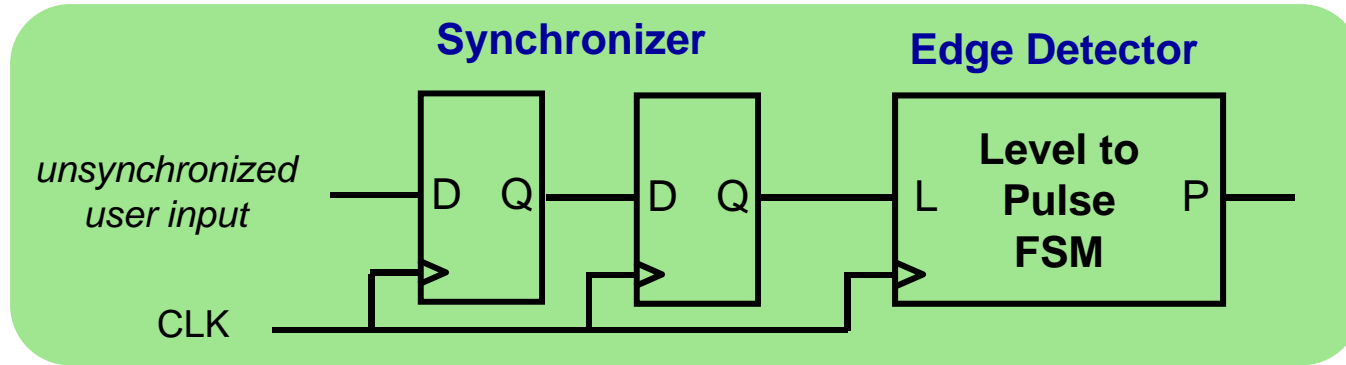 Synchronizer
Edge Detector
unsynchronized
user input
D Q
D Q
L
Level to
Pulse
FSM
P
CLK